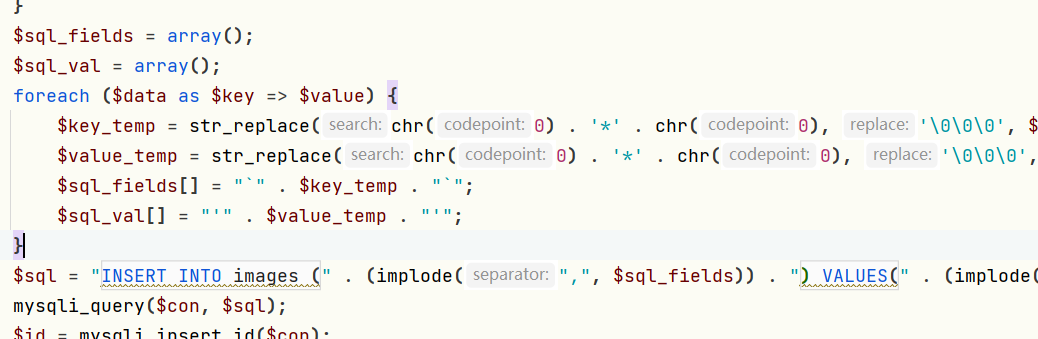 }
$sql_fields = array();
$sql_val = array();
foreach ($data as $key => $value) {
$key_temp = str_replace( search: chr( codepoint: 0) . '*' . chr( codepoint: 0), replace: '\0\0\0', $
$value_temp = str_replace( search: chr( codepoint: 0) . '*' . chr( codepoint: 0), replace: '\0\0\0',
$sql_fields[] = "`" . $key_temp . "`";
$sql_val[] = "'" . $value_temp . "'";
}
$sql = "INSERT INTO images (" . (implode( separator: ",", $sql_fields)) . ") VALUES(" . (implode(
mysqli_query($con, $sql);
$id = mysqli_insert_id($con);